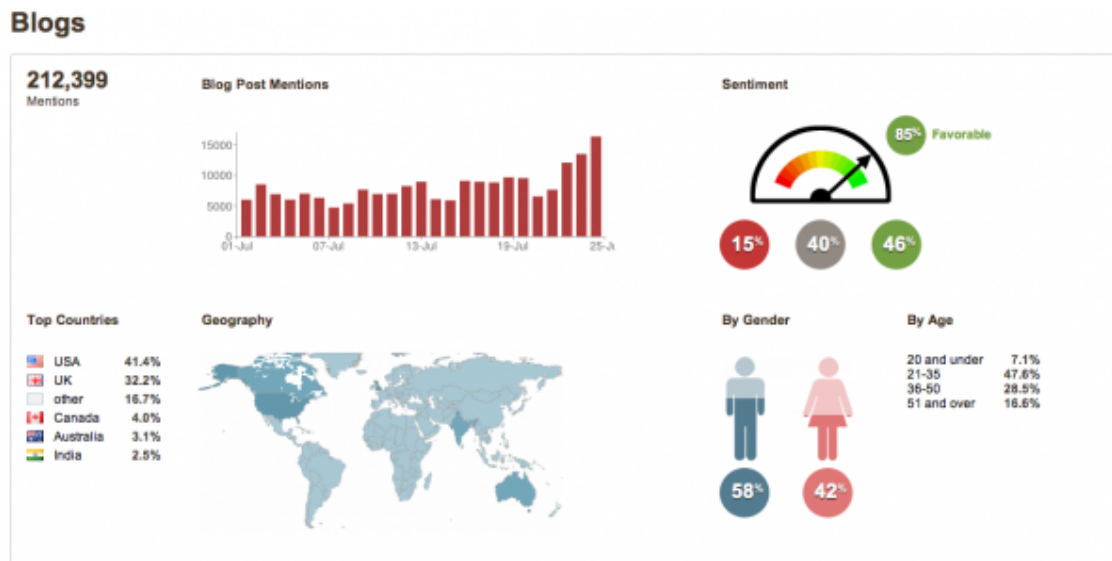 Blogs
212,399
Mentions
Blog Post Mentions
15000
10000
5000
0
01-Jul
07-Jul
13-Jul
19-Jul
25-
Sentiment
85% Favorable
15%
40%
46%
Top Countries
USA 41.4%
UK 32.2%
other 16.7%
Canada 4.0%
Australia 3.1%
India 2.5%
Geography
By Gender
58%
42%
By Age
20 and under 7.1%
21-35 47.6%
36-50 28.5%
51 and over 16.6%